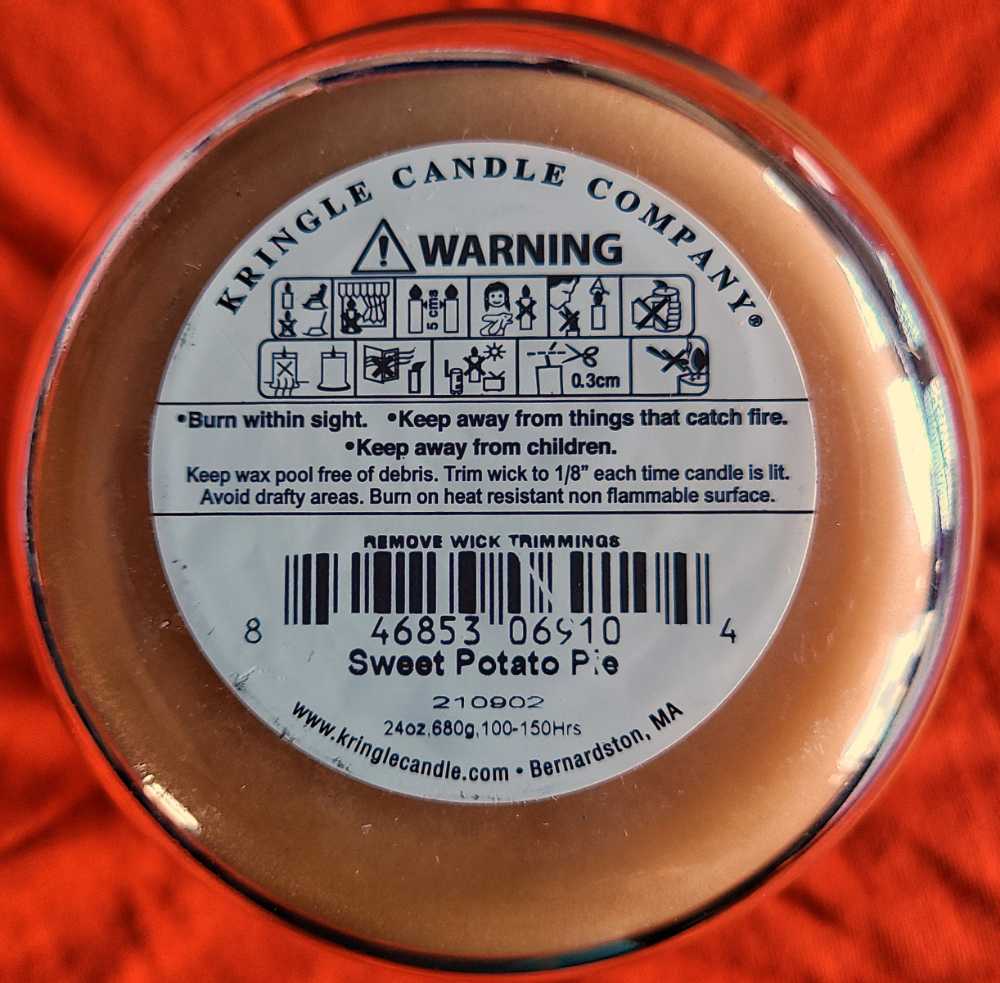 KRINGLE CANDLE COMPANY®
WARNING
5 cms
0.3cm
•Burn within sight. •Keep away from things that catch fire.
•Keep away from children.
Keep wax pool free of debris. Trim wick to 1/8" each time candle is lit.
Avoid drafty areas. Burn on heat resistant non flammable surface.
REMOVE WICK TRIMMINGS
8 46853 06910 4
Sweet Potato Pie
210902
24oz,680g,100-150Hrs
www.kringlecandle.com • Bernardston, MA